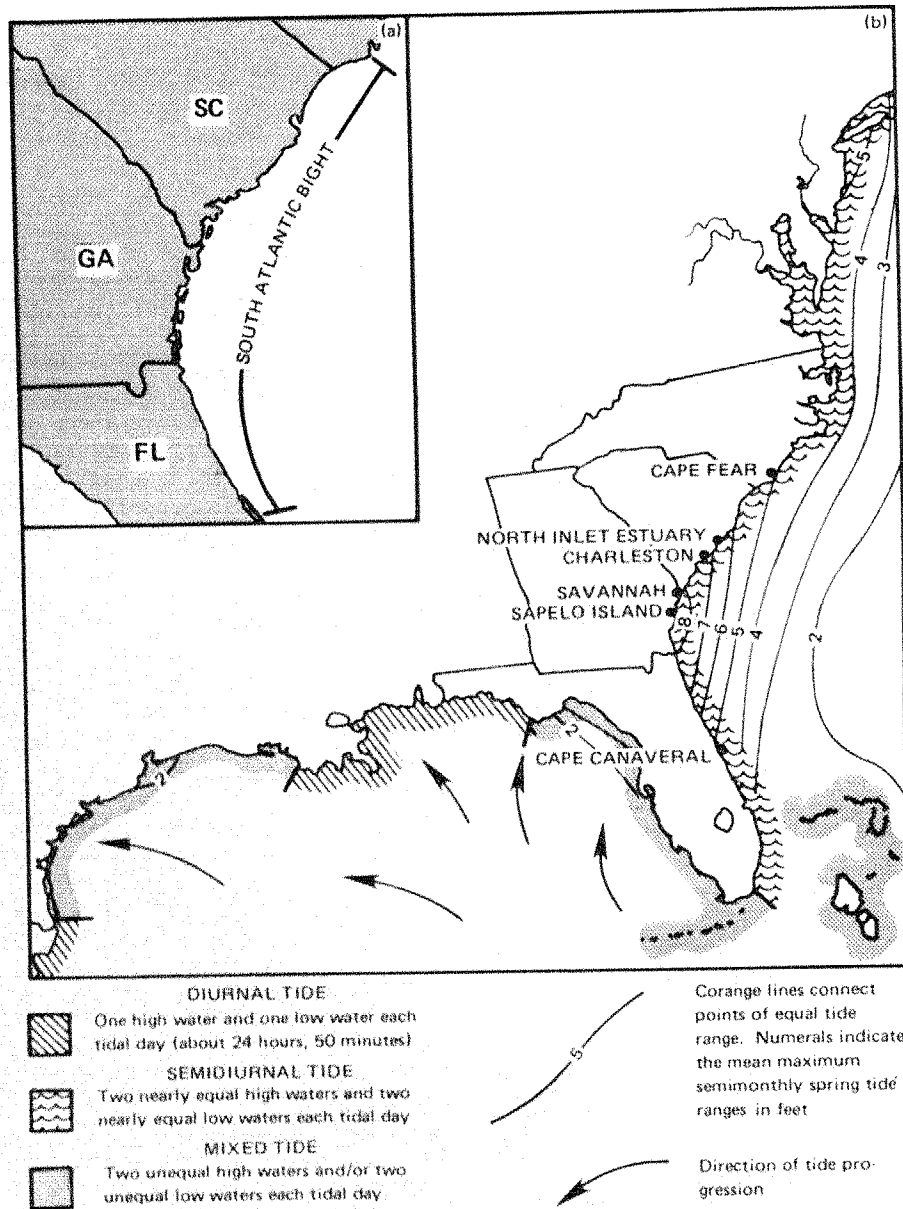 (a)
SC
GA
FL
SOUTH ATLANTIC BIGHT
(b)
5
4
3
CAPE FEAR
NORTH INLET ESTUARY
CHARLESTON
SAVANNAH
SAPELO ISLAND
8
7
6
5
4
2
2
CAPE CANAVERAL
2
DIURNAL TIDE
One high water and one low water each
tidal day (about 24 hours, 50 minutes)
SEMIDIURNAL TIDE
Two nearly equal high waters and two
nearly equal low waters each tidal day
MIXED TIDE
Two unequal high waters and/or two
unequal low waters each tidal day
5
Corange lines connect
points of equal tide
range. Numerals indicate
the mean maximum
semimonthly spring tide
ranges in feet
Direction of tide pro-
gression